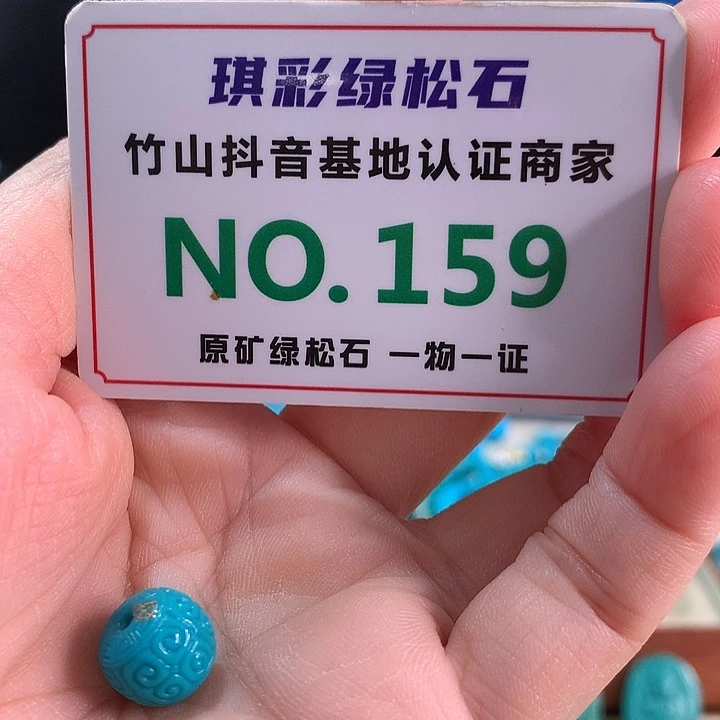 琪彩绿松石
竹山抖音基地认证商家
NO. 159
原矿绿松石 一物一证